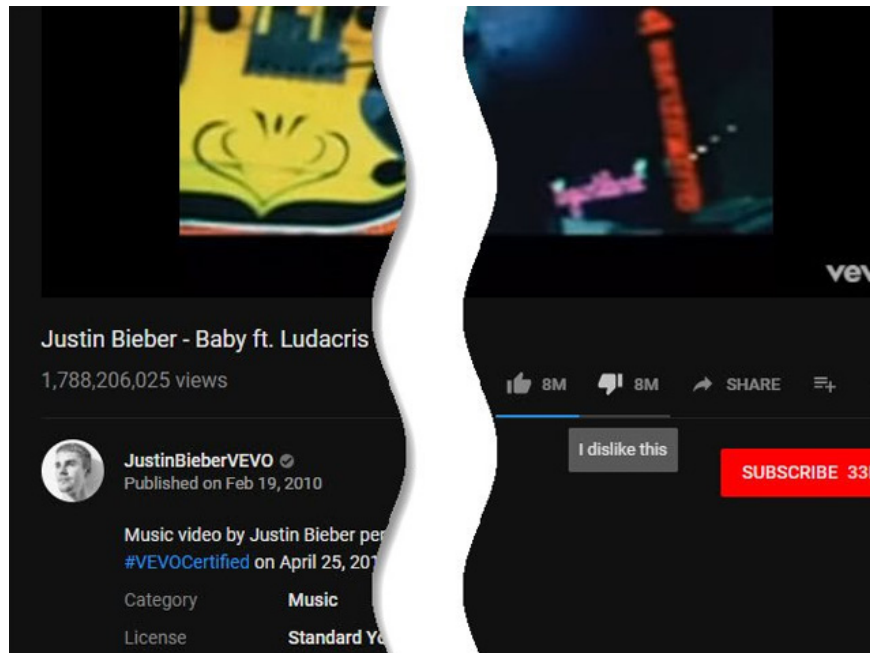 vev
Justin Bieber - Baby ft. Ludacris
1,788,206,025 views
8M 8M SHARE
I dislike this
JustinBieberVEVO
Published on Feb 19, 2010
SUBSCRIBE 33
Music video by Justin Bieber per
#VEVOCertified on April 25, 201
Category Music
License Standard Yo